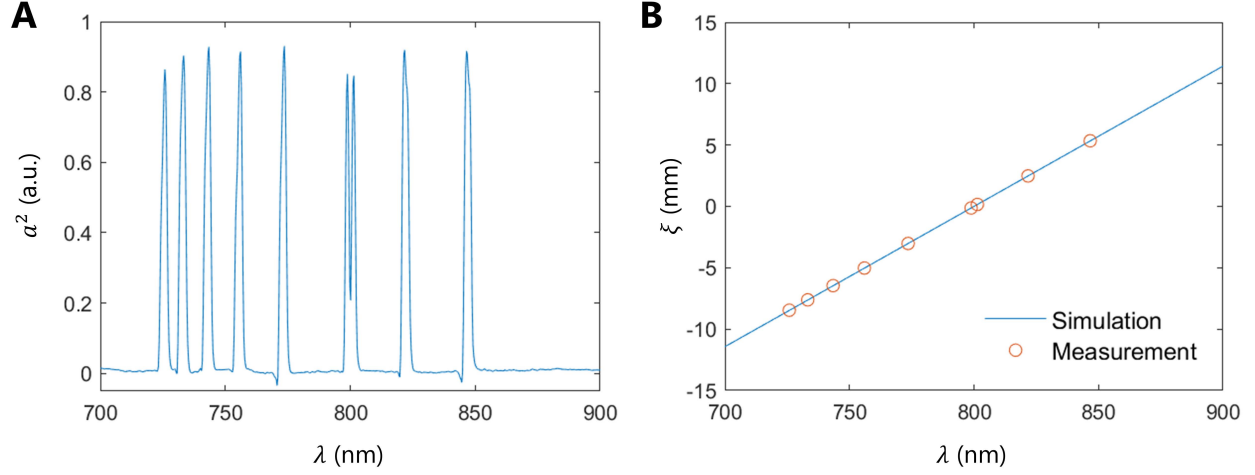 A
a² (a.u.)
1
0.8
0.6
0.4
0.2
0
700
750
800
850
900
λ (nm)
B
ξ (mm)
15
10
5
0
-5
-10
-15
Simulation
Measurement
700
750
800
850
900
λ (nm)